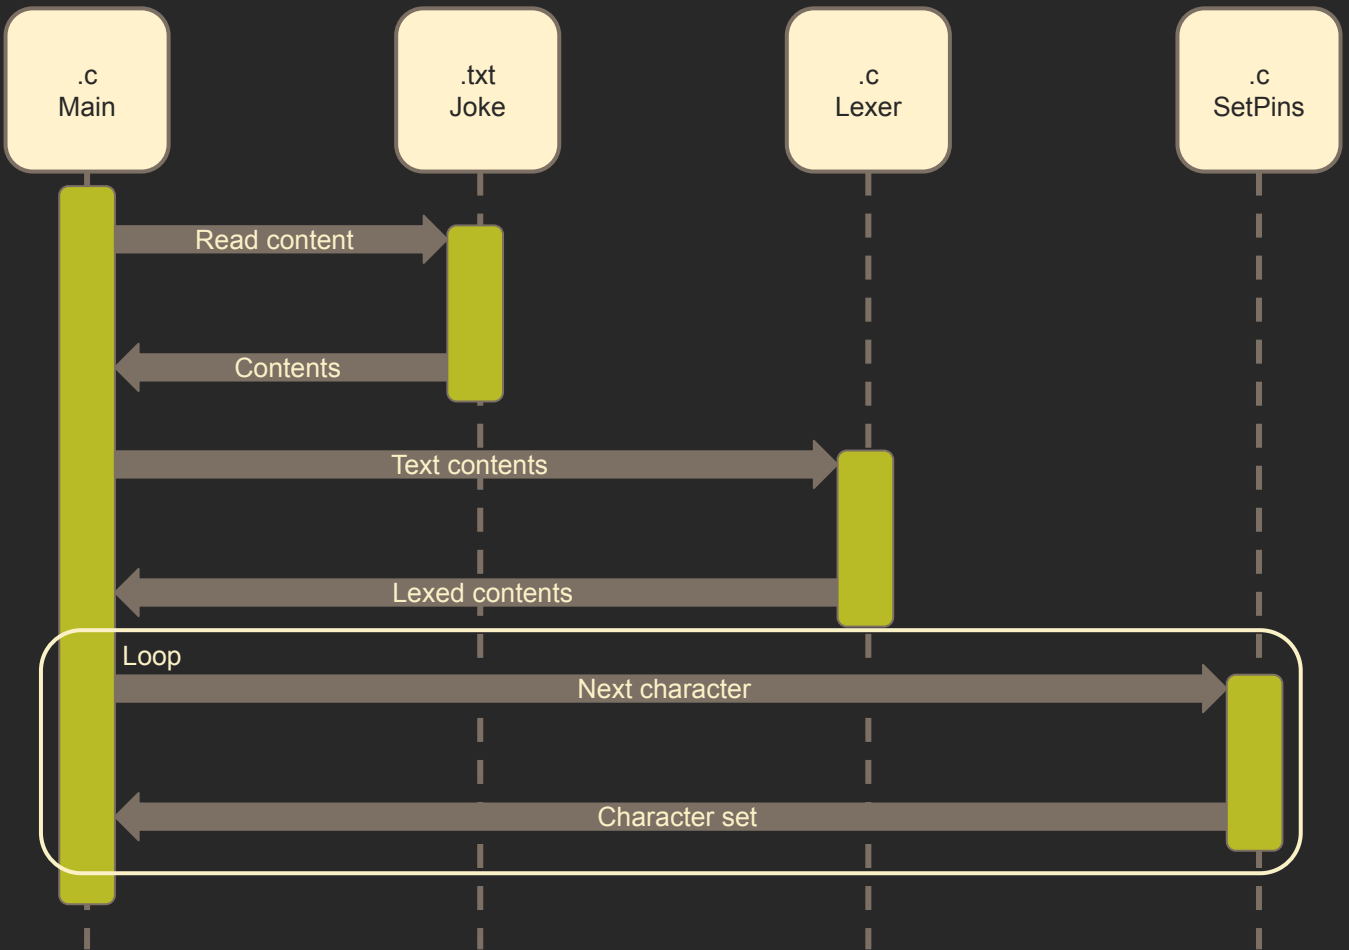 .c
Main
.txt
Joke
.c
Lexer
.c
SetPins
Read content
Contents
Text contents
Lexed contents
Loop
Next character
Character set